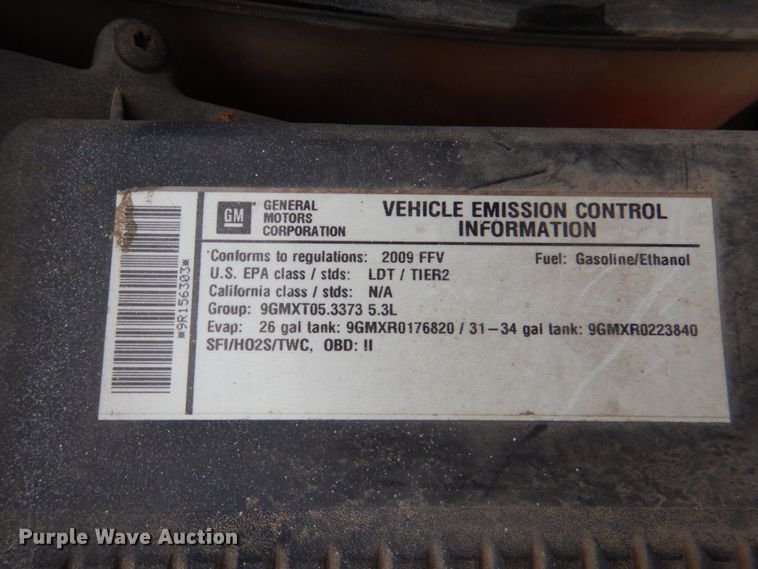 GM
GENERAL
MOTORS
CORPORATION
VEHICLE EMISSION CONTROL
INFORMATION
Conforms to regulations: 2009 FFV Fuel: Gasoline/Ethanol
U.S. EPA class / stds: LDT / TIER2
California class / stds: N/A
Group: 9GMXT05.3373 5.3L
Evap: 26 gal tank: 9GMXR0176820 / 31-34 gal tank: 9GMXR0223840
SFI/HO2S/TWC, OBD: II
*9R156303*
Purple Wave Auction